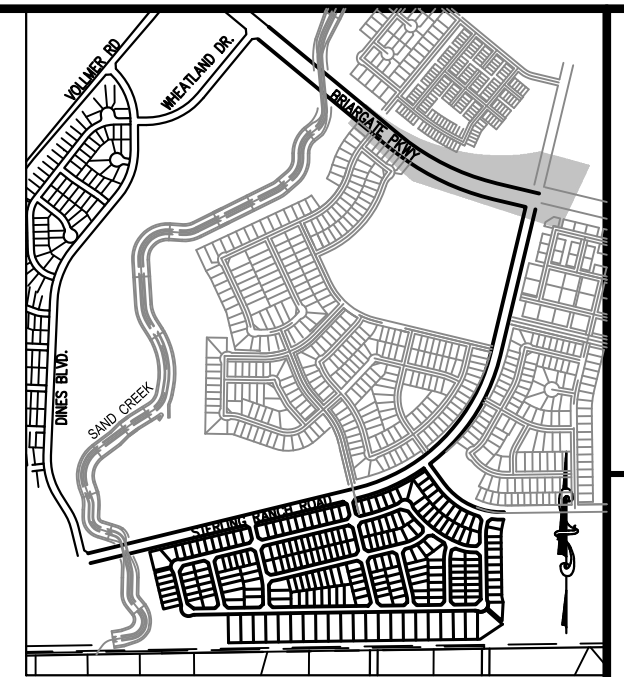 VOLLMER RD
WHEATLAND DR.
BRIARGATE PKWY
DINES BLVD.
SAND CREEK
STERLING RANCH ROAD